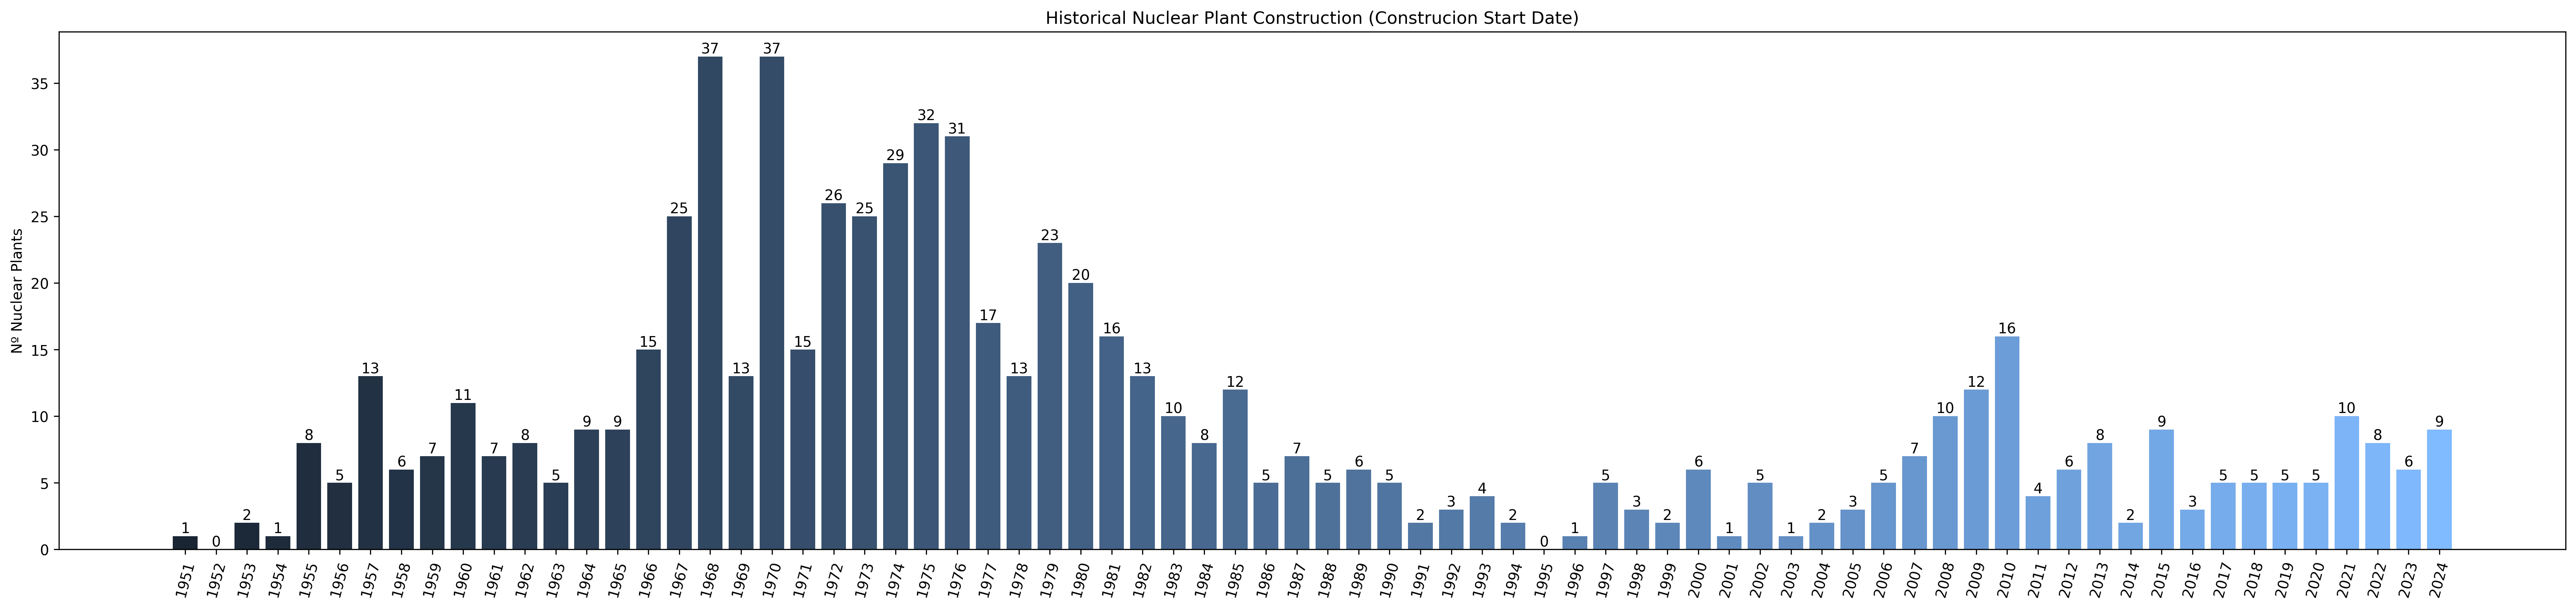 Historical Nuclear Plant Construction (Construcion Start Date)
Nº Nuclear Plants
35
30
25
20
15
10
5
0
1 0 2 1 8 5 13 6 7 11 7 8 5 9 9 15 25 37 13 37 15 26 25 29 32 31 17 13 23 20 16 13 10 8 12 5 7 5 6 5 2 3 4 2 0 1 5 3 2 6 1 5 1 2 3 5 7 10 12 16 4 6 8 2 9 3 5 5 5 5 10 8 6 9
1951 1952 1953 1954 1955 1956 1957 1958 1959 1960 1961 1962 1963 1964 1965 1966 1967 1968 1969 1970 1971 1972 1973 1974 1975 1976 1977 1978 1979 1980 1981 1982 1983 1984 1985 1986 1987 1988 1989 1990 1991 1992 1993 1994 1995 1996 1997 1998 1999 2000 2001 2002 2003 2004 2005 2006 2007 2008 2009 2010 2011 2012 2013 2014 2015 2016 2017 2018 2019 2020 2021 2022 2023 2024